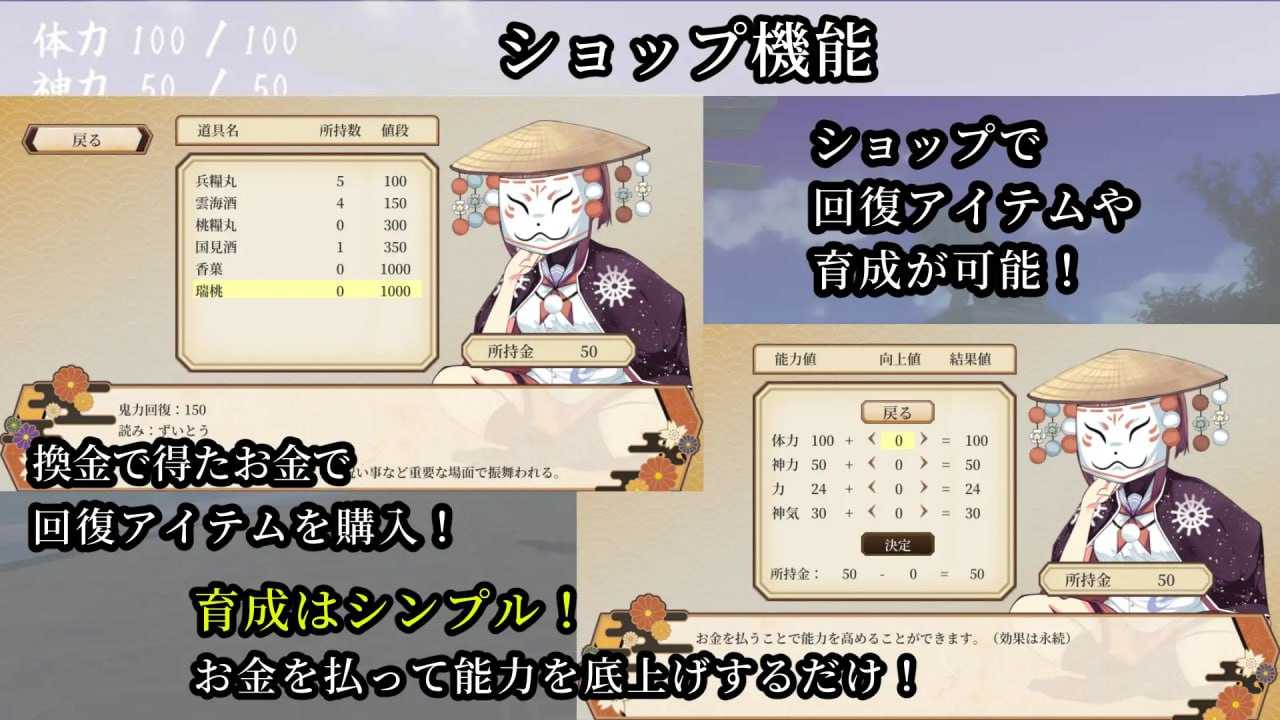 体力 100 / 100
神力 50 / 50
ショップ機能
戻る
道具名 所持数 値段
兵糧丸 5 100
雲海酒 4 150
桃糧丸 0 300
国見酒 1 350
香菓 0 1000
瑞桃 0 1000
所持金 50
鬼力回復：150
読み：ずいとう
い事など重要な場面で振舞われる。
換金で得たお金で
回復アイテムを購入！
ショップで
回復アイテムや
育成が可能！
能力値 向上値 結果値
戻る
体力 100 + 0 = 100
神力 50 + 0 = 50
力 24 + 0 = 24
神気 30 + 0 = 30
決定
所持金： 50 - 0 = 50
所持金 50
お金を払うことで能力を高めることができます。（効果は永続）
育成はシンプル！
お金を払って能力を底上げするだけ！